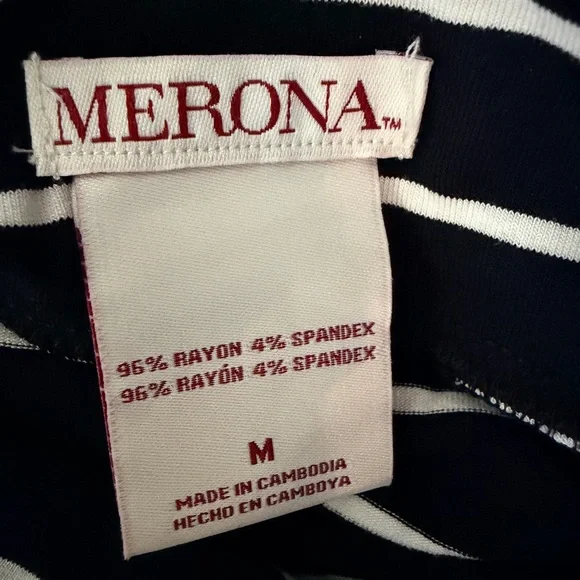 MERONA™
96% RAYON 4% SPANDEX
96% RAYÓN 4% SPANDEX
M
MADE IN CAMBODIA
HECHO EN CAMBOYA